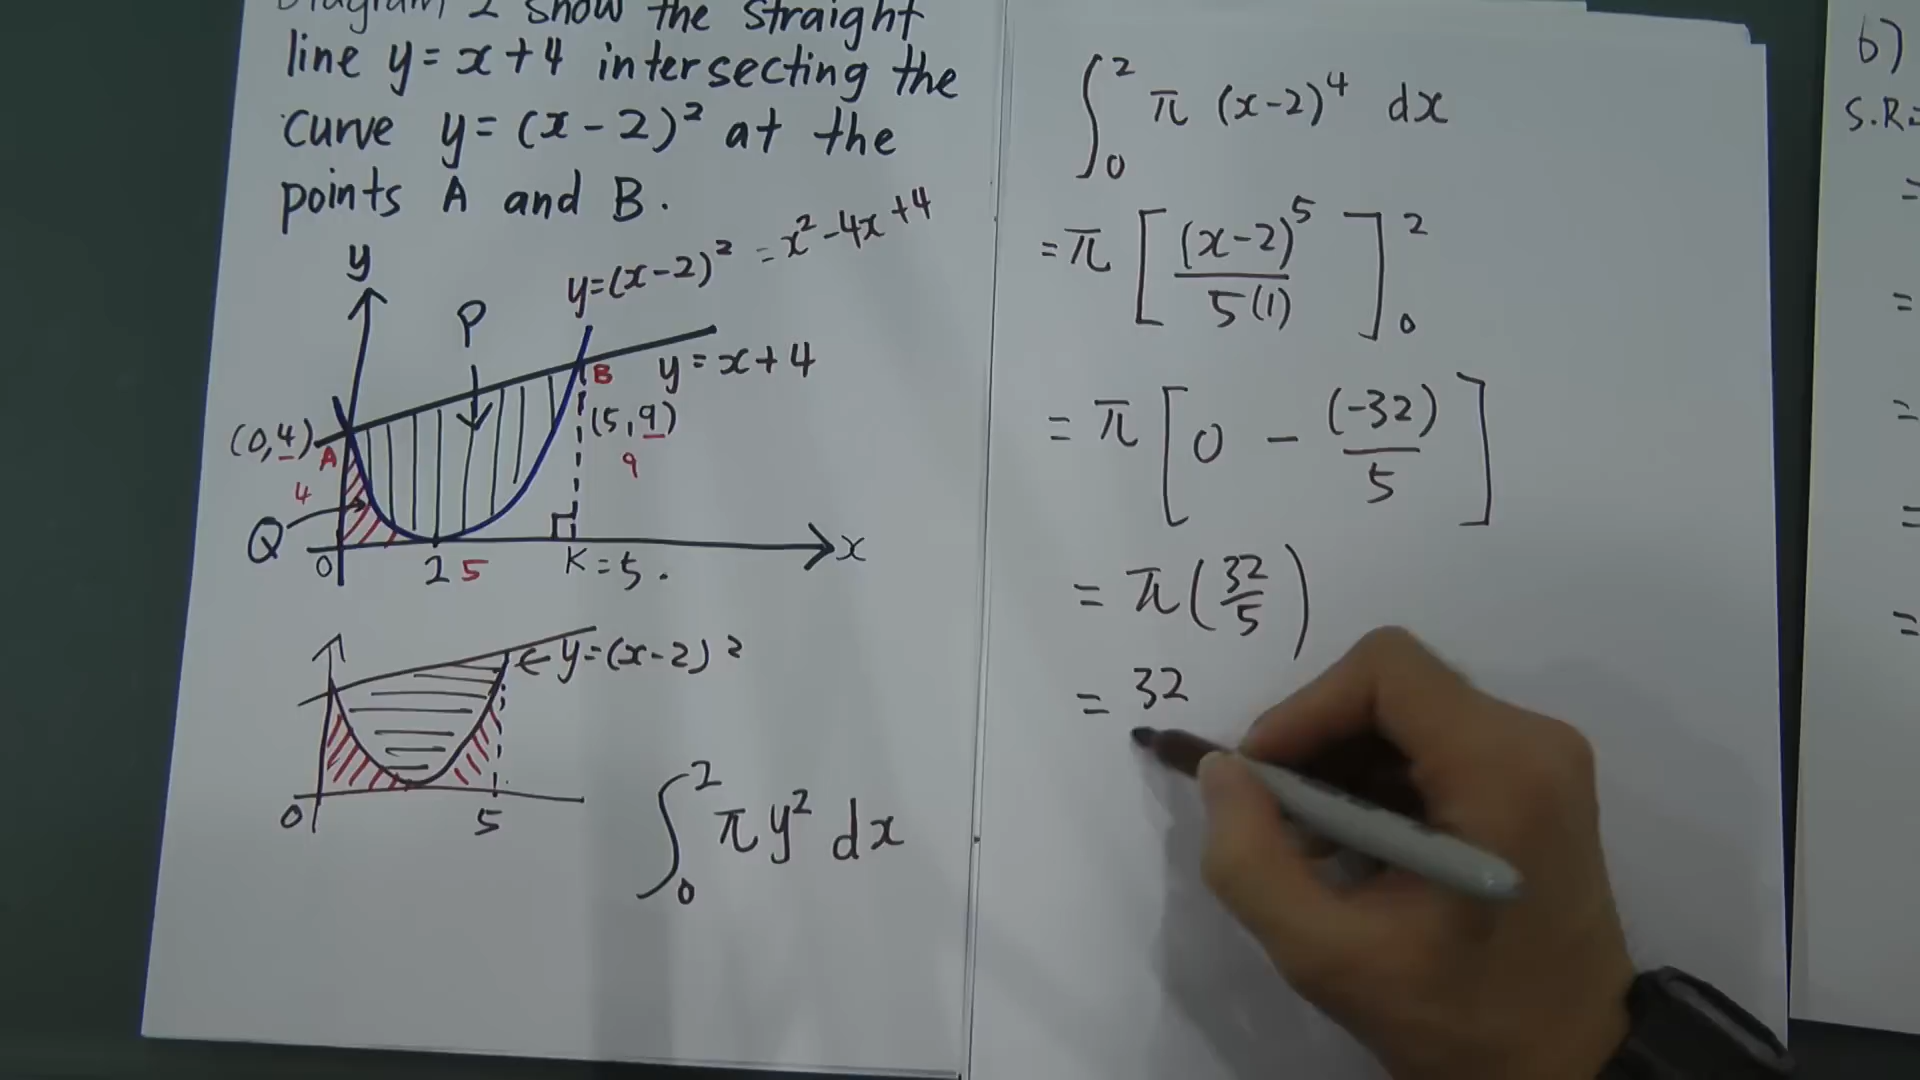 Diagram 2 show the straight
line y = x + 4 intersecting the
curve y = (x - 2)² at the
points A and B.
y
y=(x-2)² = x² - 4x + 4
P
y = x + 4
B
(0,4)
A
(5,9)
9
4
Q
0
2 5
K = 5.
x
← y=(x-2)²
0
5
∫₀² π y² dx
∫₀² π (x-2)⁴ dx
= π [ (x-2)⁵ / 5(1) ]₀²
= π [ 0 - (-32) / 5 ]
= π ( 32 / 5 )
= 32
b)
S.R=
=
=
=
=
=